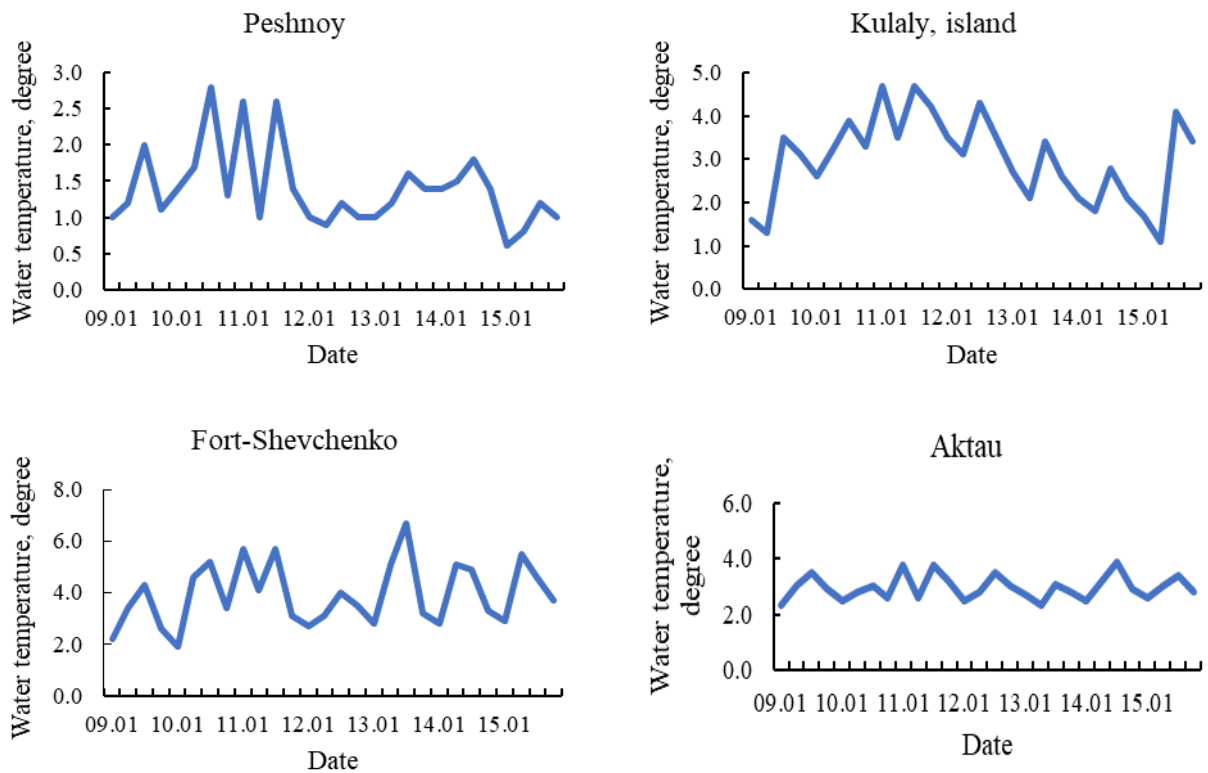 Peshnoy
Water temperature, degree
3.0
2.5
2.0
1.5
1.0
0.5
0.0
09.01 10.01 11.01 12.01 13.01 14.01 15.01
Date
Kulaly, island
Water temperature, degree
5.0
4.0
3.0
2.0
1.0
0.0
09.01 10.01 11.01 12.01 13.01 14.01 15.01
Date
Fort-Shevchenko
Water temperature, degree
8.0
6.0
4.0
2.0
0.0
09.01 10.01 11.01 12.01 13.01 14.01 15.01
Date
Aktau
Water temperature,
degree
6.0
4.0
2.0
0.0
09.01 10.01 11.01 12.01 13.01 14.01 15.01
Date